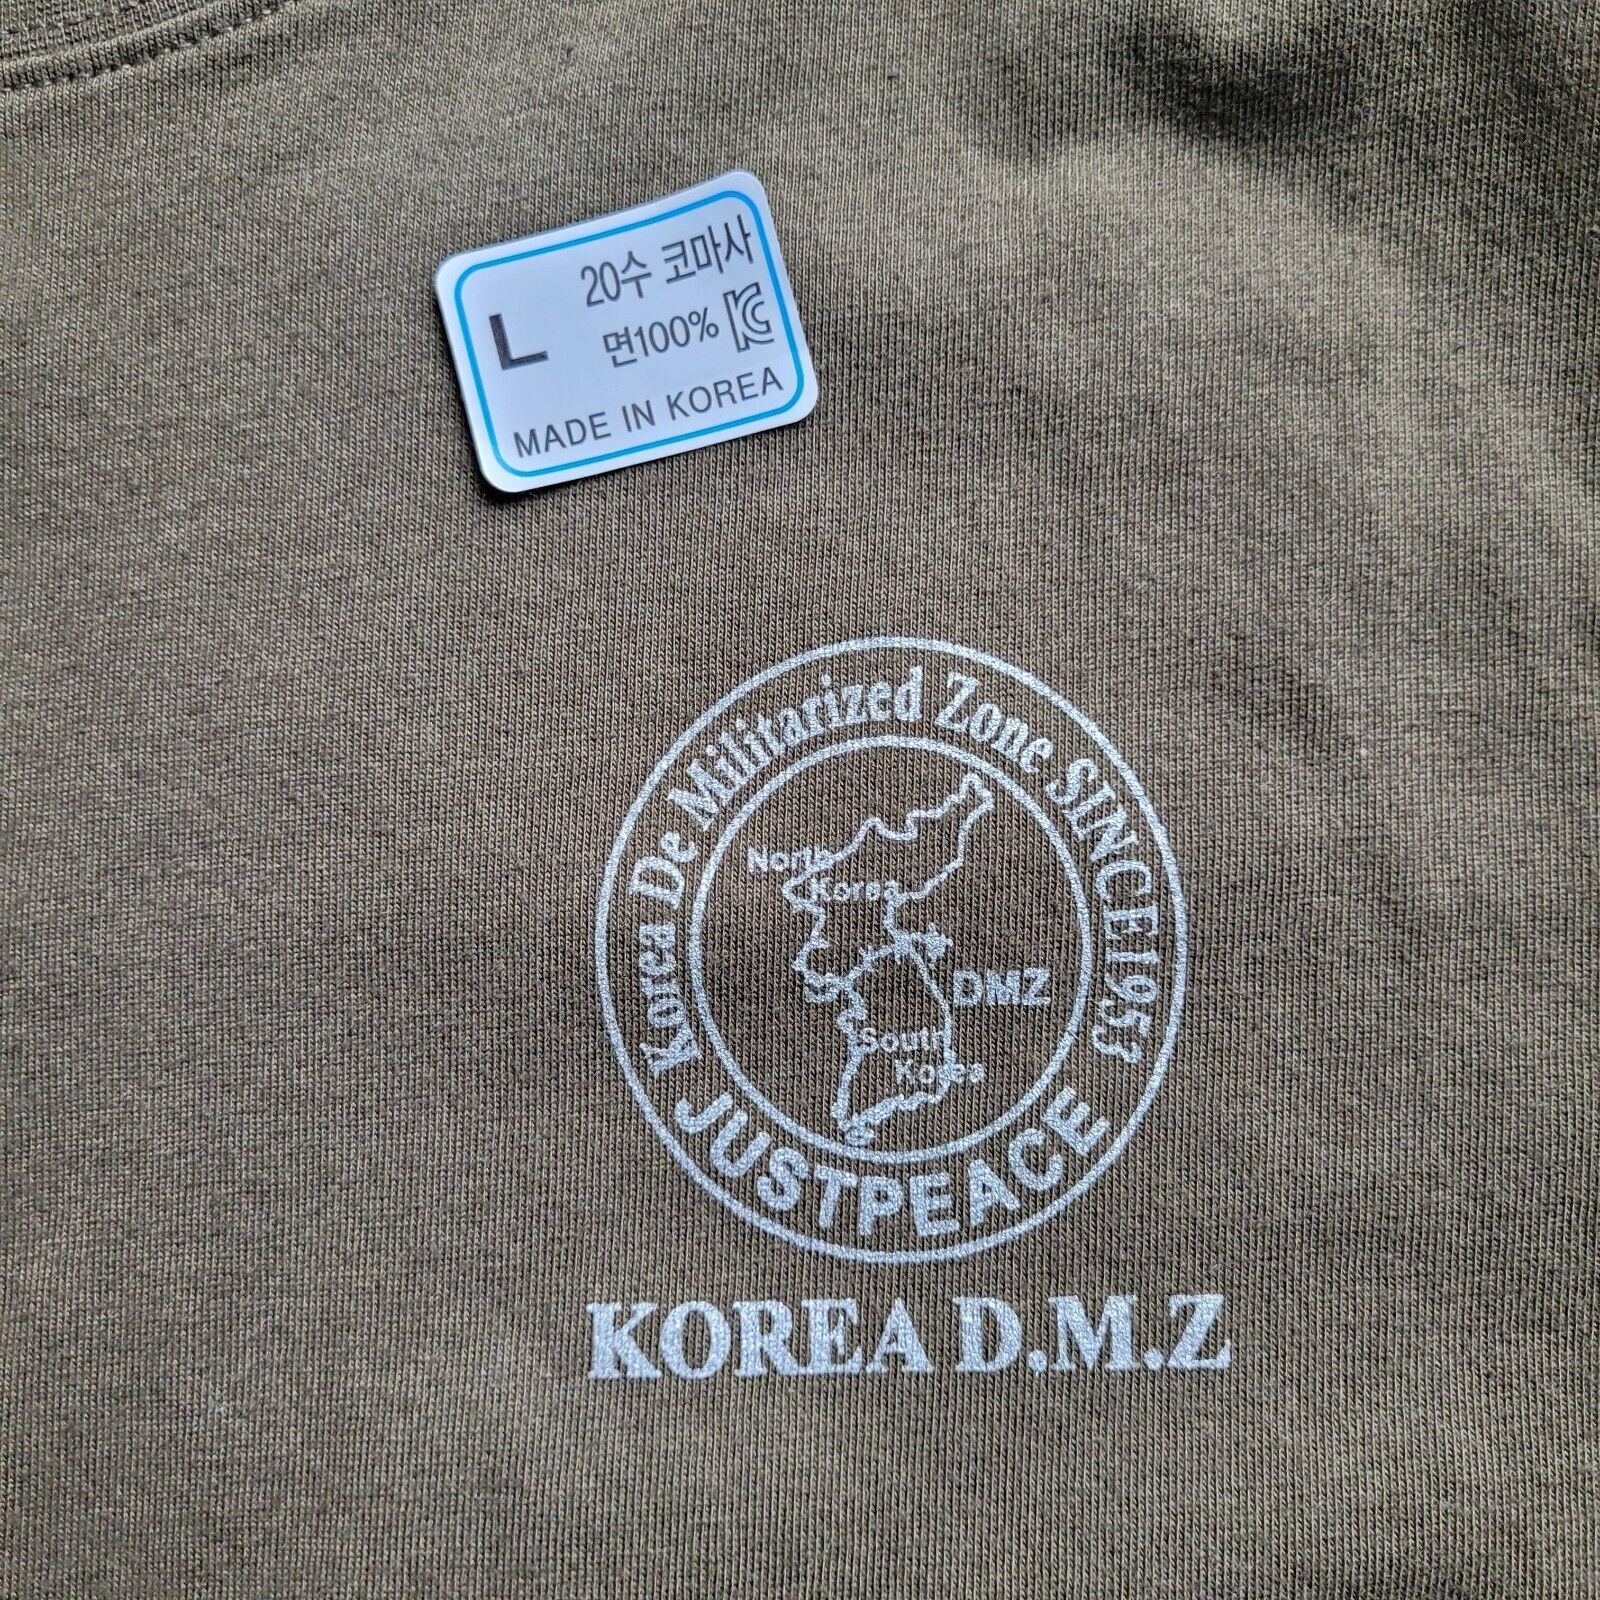 L
20수 코마사
면100%
MADE IN KOREA
Korea De Militarized Zone SINCE1953
North
Korea
DMZ
South
Korea
JUSTPEACE
KOREA D.M.Z